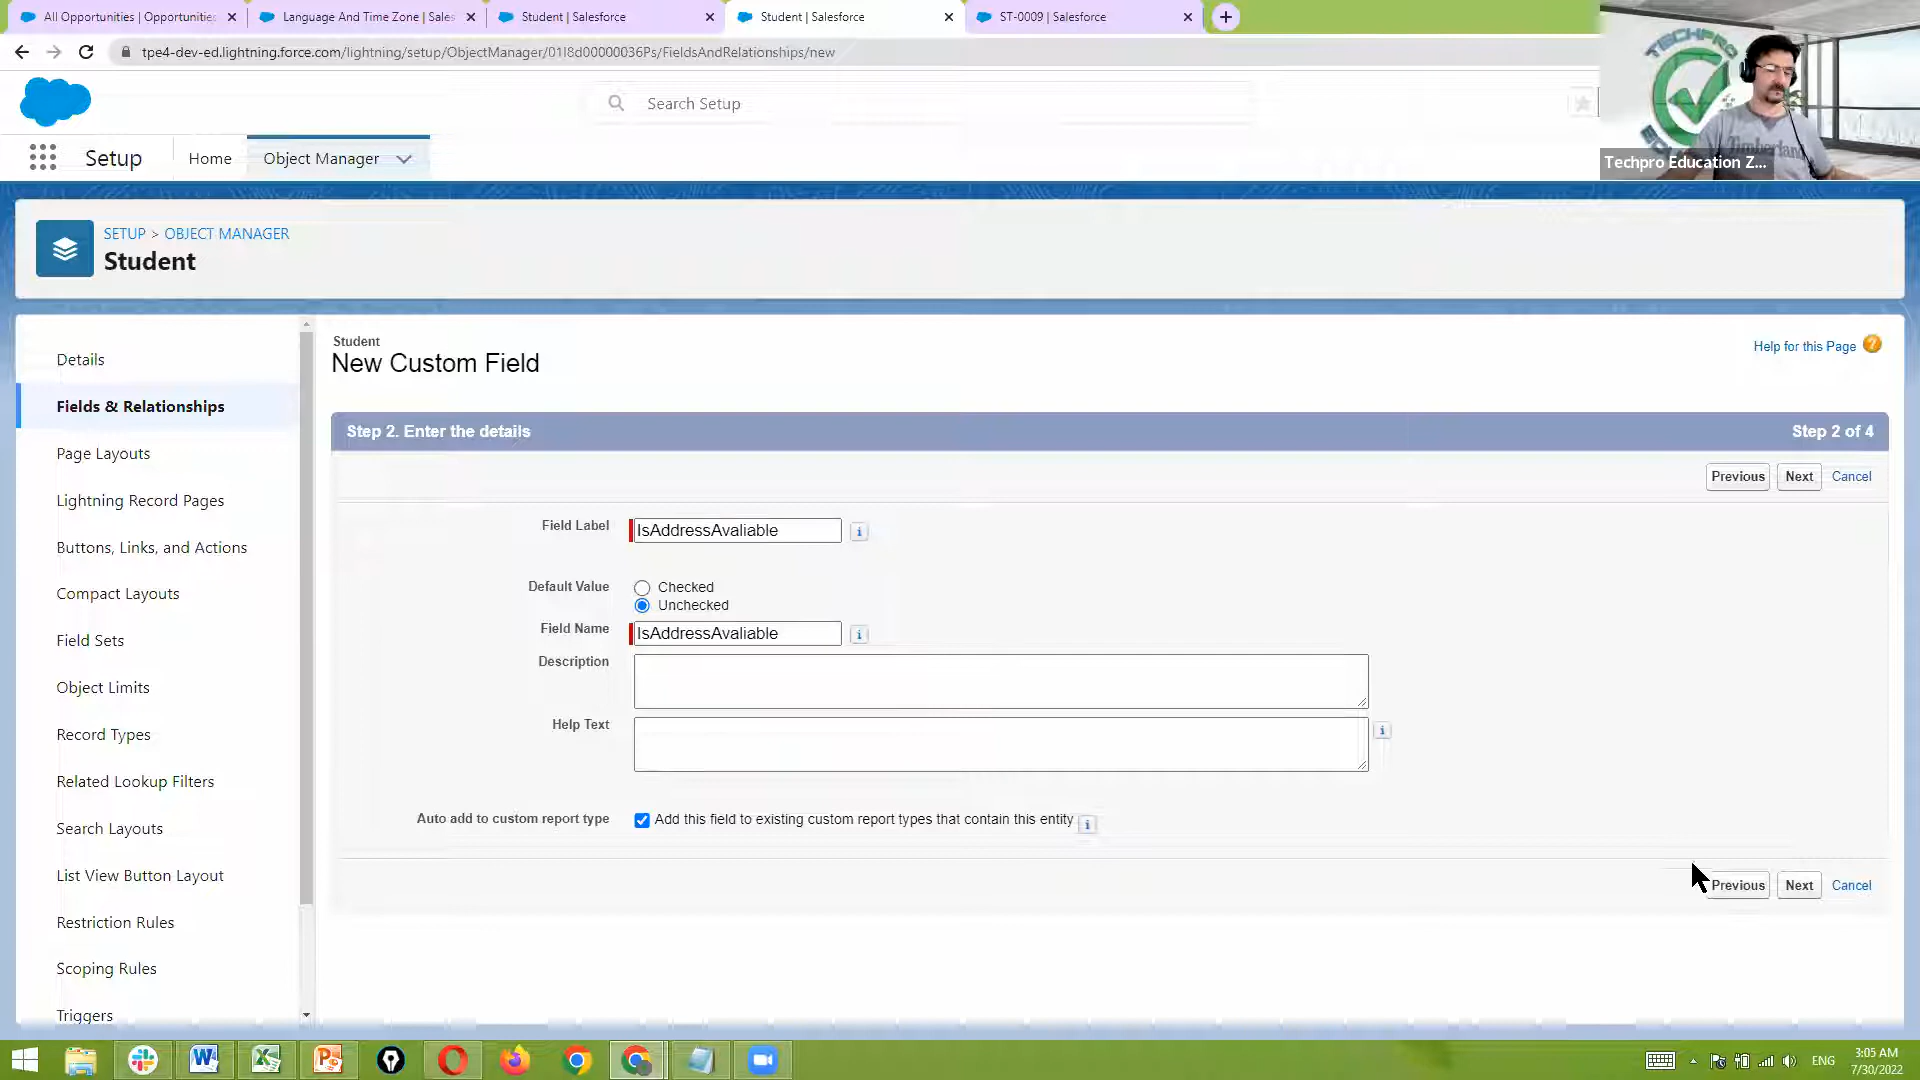 All Opportunities | Opportunities
Language And Time Zone | Sales
Student | Salesforce
Student | Salesforce
ST-0009 | Salesforce
tpe4-dev-ed.lightning.force.com/lightning/setup/ObjectManager/01I8d00000036Ps/FieldsAndRelationships/new
Search Setup
TECHPRO
Timberland
Techpro Education Z...
Setup
Home
Object Manager
SETUP > OBJECT MANAGER
Student
Details
Fields & Relationships
Page Layouts
Lightning Record Pages
Buttons, Links, and Actions
Compact Layouts
Field Sets
Object Limits
Record Types
Related Lookup Filters
Search Layouts
List View Button Layout
Restriction Rules
Scoping Rules
Triggers
Student
New Custom Field
Help for this Page
Step 2. Enter the details
Step 2 of 4
Previous
Next
Cancel
Field Label
IsAddressAvaliable
Default Value
Checked
Unchecked
Field Name
IsAddressAvaliable
Description
Help Text
Auto add to custom report type
Add this field to existing custom report types that contain this entity
Previous
Next
Cancel
ENG
3:05 AM
7/30/2022